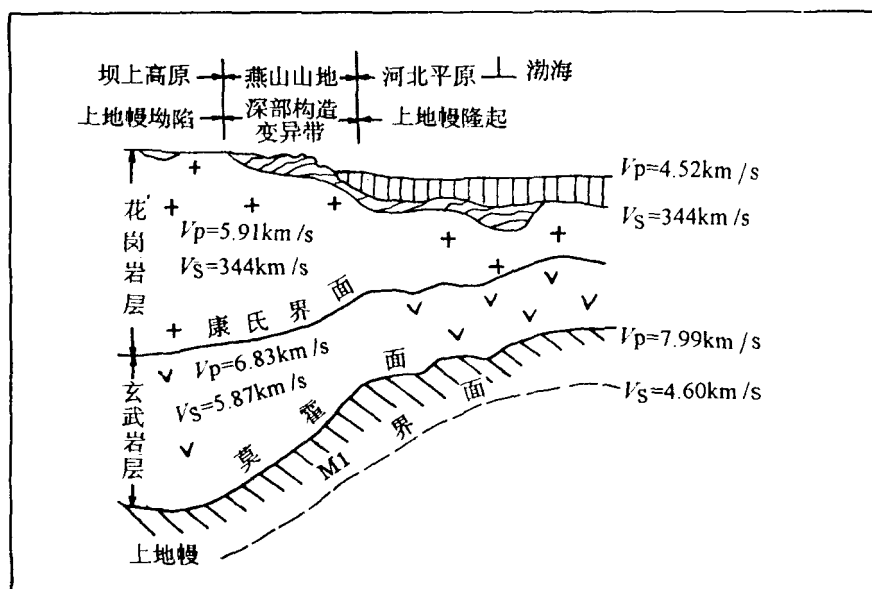 坝上高原 燕山山地 河北平原 渤海
上地幔坳陷 深部构造变异带 上地幔隆起
Vp=4.52km/s
Vs=344km/s
花岗岩层
Vp=5.91km/s
Vs=344km/s
康氏界面
Vp=6.83km/s
Vs=5.87km/s
玄武岩层
莫霍面
Vp=7.99km/s
Vs=4.60km/s
M1界面
上地幔